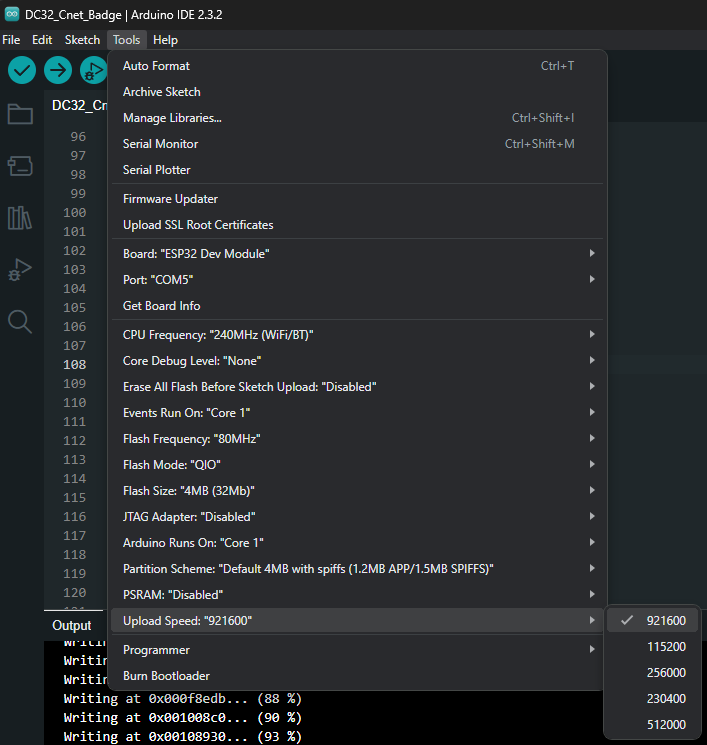 DC32_Cnet_Badge | Arduino IDE 2.3.2
File Edit Sketch Tools Help
DC32_Cn
96
97
98
99
100
101
102
103
104
105
106
107
108
109
110
111
112
113
114
115
116
117
118
119
120
Auto Format Ctrl+T
Archive Sketch
Manage Libraries... Ctrl+Shift+I
Serial Monitor Ctrl+Shift+M
Serial Plotter
Firmware Updater
Upload SSL Root Certificates
Board: "ESP32 Dev Module"
Port: "COM5"
Get Board Info
CPU Frequency: "240MHz (WiFi/BT)"
Core Debug Level: "None"
Erase All Flash Before Sketch Upload: "Disabled"
Events Run On: "Core 1"
Flash Frequency: "80MHz"
Flash Mode: "QIO"
Flash Size: "4MB (32Mb)"
JTAG Adapter: "Disabled"
Arduino Runs On: "Core 1"
Partition Scheme: "Default 4MB with spiffs (1.2MB APP/1.5MB SPIFFS)"
PSRAM: "Disabled"
Upload Speed: "921600"
Programmer
Burn Bootloader
921600
115200
256000
230400
512000
Output
Writin
Writin
Writin
Writing at 0x000f8edb... (88 %)
Writing at 0x001008c0... (90 %)
Writing at 0x00108930... (93 %)